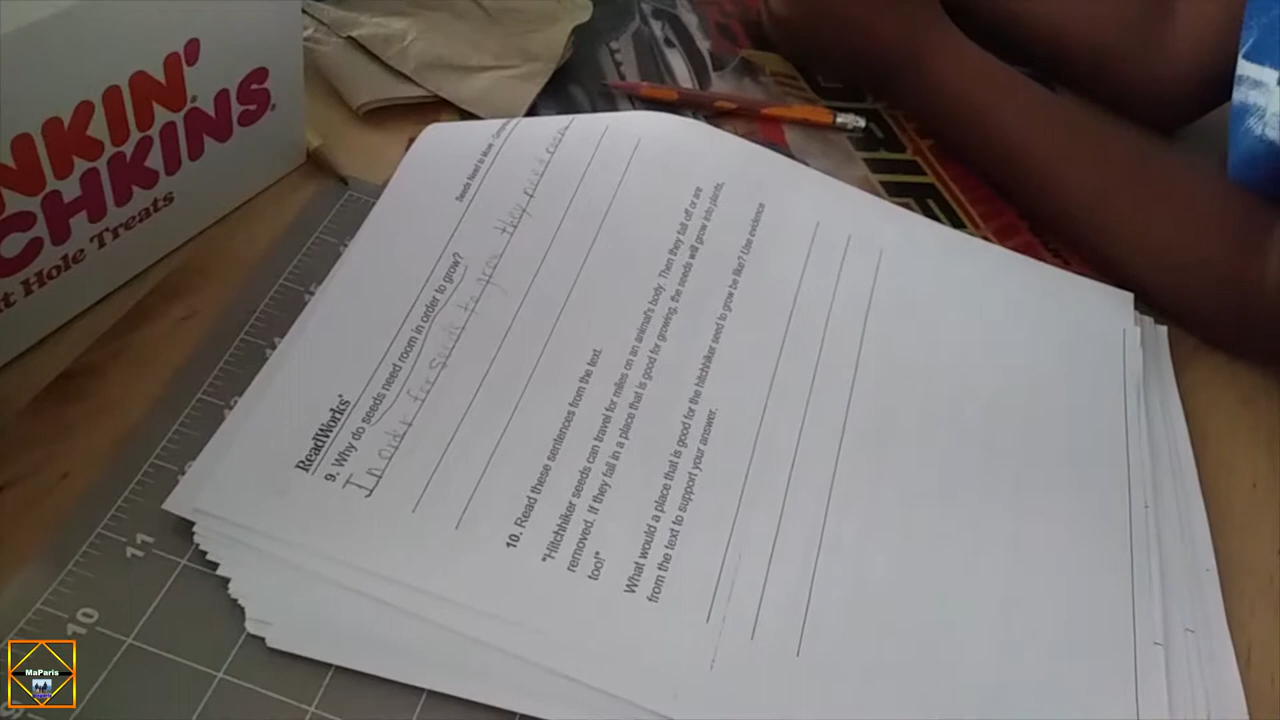 NKIN'
CHKINS
t Hole Treats
ReadWorks
Seeds Need to Move
9. Why do seeds need room in order to grow?
In order for seeds to grow they need room
10. Read these sentences from the text.
"Hitchhiker seeds can travel for miles on an animal's body. Then they fall off or are
removed. If they fall in a place that is good for growing, the seeds will grow into plants,
too!"
What would a place that is good for the hitchhiker seed to grow be like? Use evidence
from the text to support your answer.
11
10
MaParis